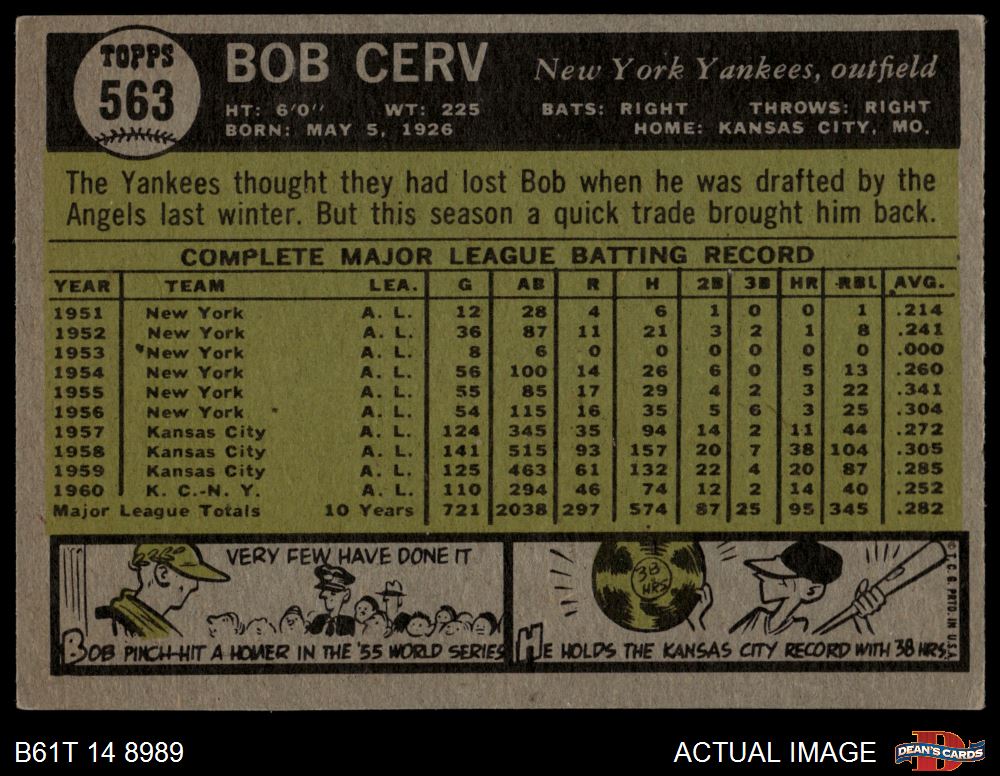 TOPPS
563
BOB CERV
New York Yankees, outfield
HT: 6'0" WT: 225 BATS: RIGHT THROWS: RIGHT
BORN: MAY 5, 1926 HOME: KANSAS CITY, MO.
The Yankees thought they had lost Bob when he was drafted by the
Angels last winter. But this season a quick trade brought him back.
COMPLETE MAJOR LEAGUE BATTING RECORD
YEAR TEAM LEA. G AB R H 2B 3B HR RBI. AVG.
1951 New York A. L. 12 28 4 6 1 0 0 1 .214
1952 New York A. L. 36 87 11 21 3 2 1 8 .241
1953 New York A. L. 8 6 0 0 0 0 0 0 .000
1954 New York A. L. 56 100 14 26 6 0 5 13 .260
1955 New York A. L. 55 85 17 29 4 2 3 22 .341
1956 New York A. L. 54 115 16 35 5 6 3 25 .304
1957 Kansas City A. L. 124 345 35 94 14 2 11 44 .272
1958 Kansas City A. L. 141 515 93 157 20 7 38 104 .305
1959 Kansas City A. L. 125 463 61 132 22 4 20 87 .285
1960 K. C.-N. Y. A. L. 110 294 46 74 12 2 14 40 .252
Major League Totals 10 Years 721 2038 297 574 87 25 95 345 .282
VERY FEW HAVE DONE IT
BOB PINCH-HIT A HOMER IN THE '55 WORLD SERIES
38 HRS
HE HOLDS THE KANSAS CITY RECORD WITH 38 HRS.
© T. C. G. PRTD. IN U.S.A.
B61T 14 8989
ACTUAL IMAGE
D
DEAN'S CARDS